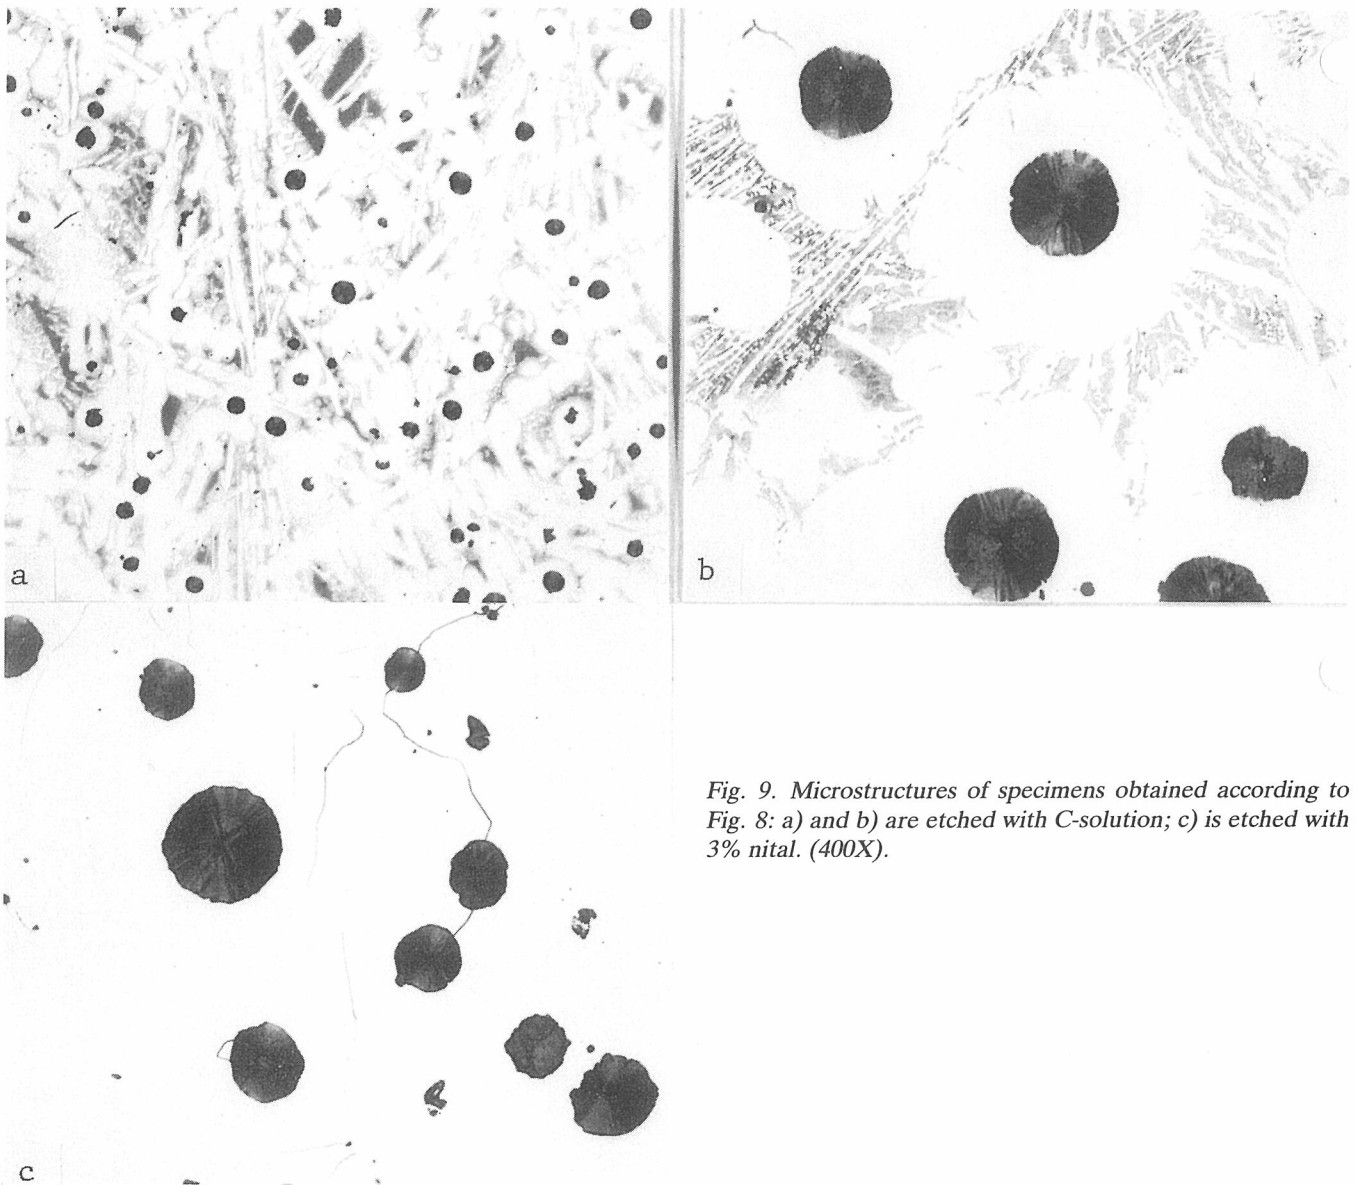 a
b
c
Fig. 9. Microstructures of specimens obtained according to
Fig. 8: a) and b) are etched with C-solution; c) is etched with
3% nital. (400X).